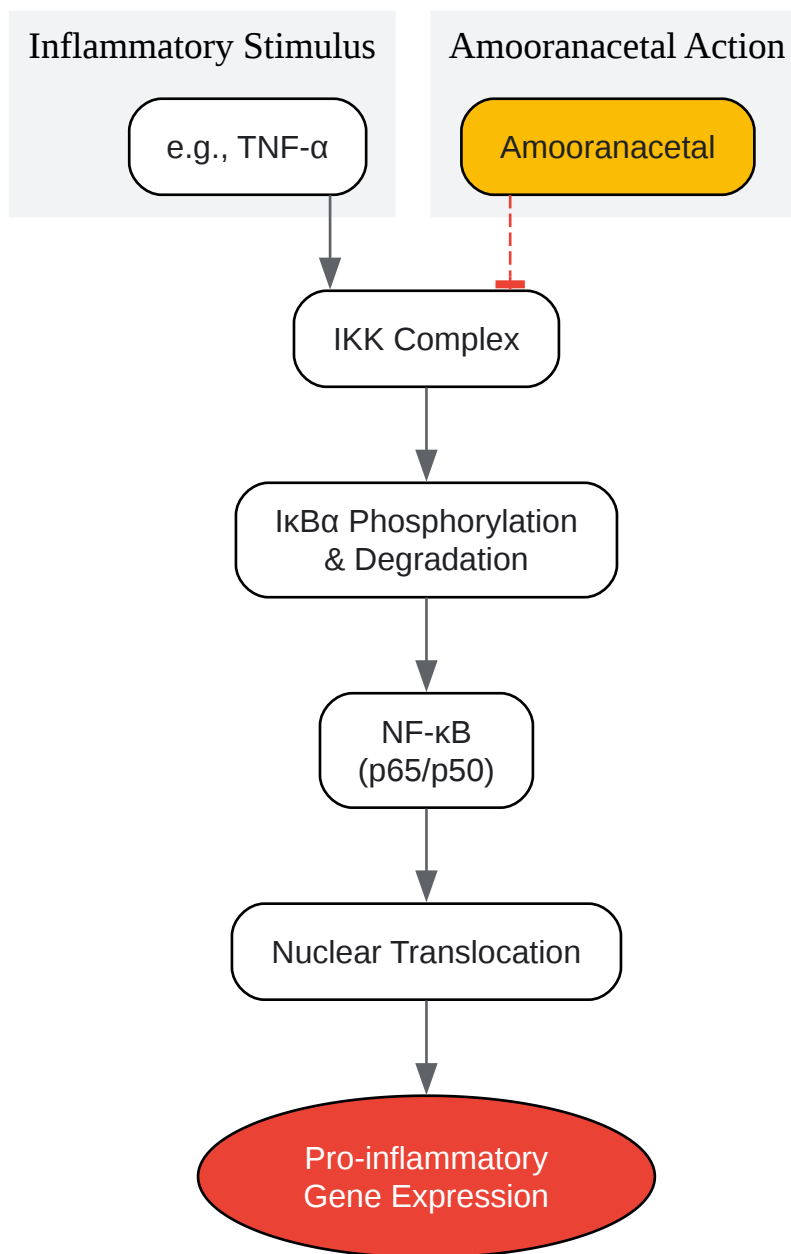 Inflammatory Stimulus
Amooranacetal Action
e.g., TNF-α
Amooranacetal
IKK Complex
IκBα Phosphorylation
& Degradation
NF-κB
(p65/p50)
Nuclear Translocation
Pro-inflammatory
Gene Expression